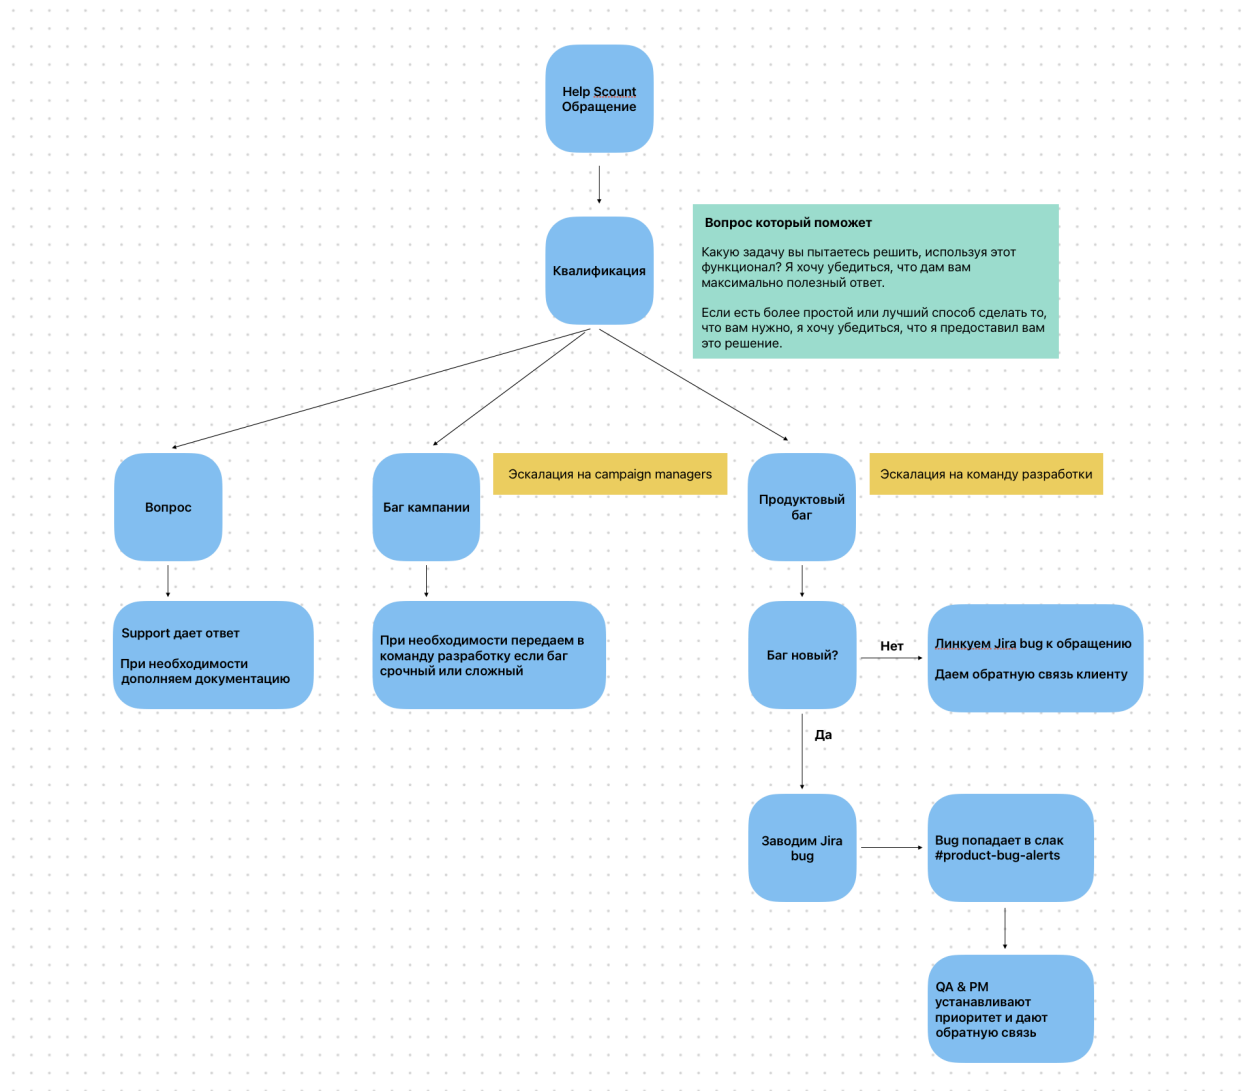 Help Scount
Обращение
Квалификация
Вопрос который поможет
Какую задачу вы пытаетесь решить, используя этот
функционал? Я хочу убедиться, что дам вам
максимально полезный ответ.
Если есть более простой или лучший способ сделать то,
что вам нужно, я хочу убедиться, что я предоставил вам
это решение.
Вопрос
Баг кампании
Эскалация на campaign managers
Продуктовый
баг
Эскалация на команду разработки
Support дает ответ
При необходимости
дополняем документацию
При необходимости передаем в
команду разработку если баг
срочный или сложный
Баг новый?
Нет
Линкуем Jira bug к обращению
Даем обратную связь клиенту
Да
Заводим Jira
bug
Bug попадает в слак
#product-bug-alerts
QA & PM
устанавливают
приоритет и дают
обратную связь